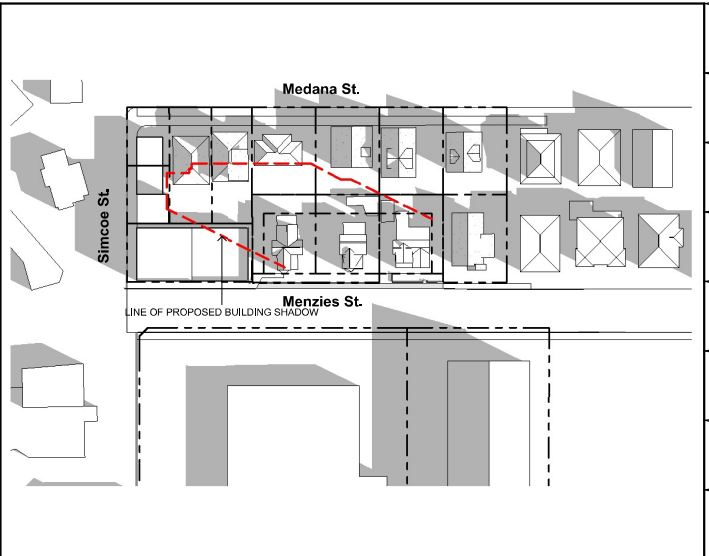 Medana St.
Simcoe St.
Menzies St.
LINE OF PROPOSED BUILDING SHADOW